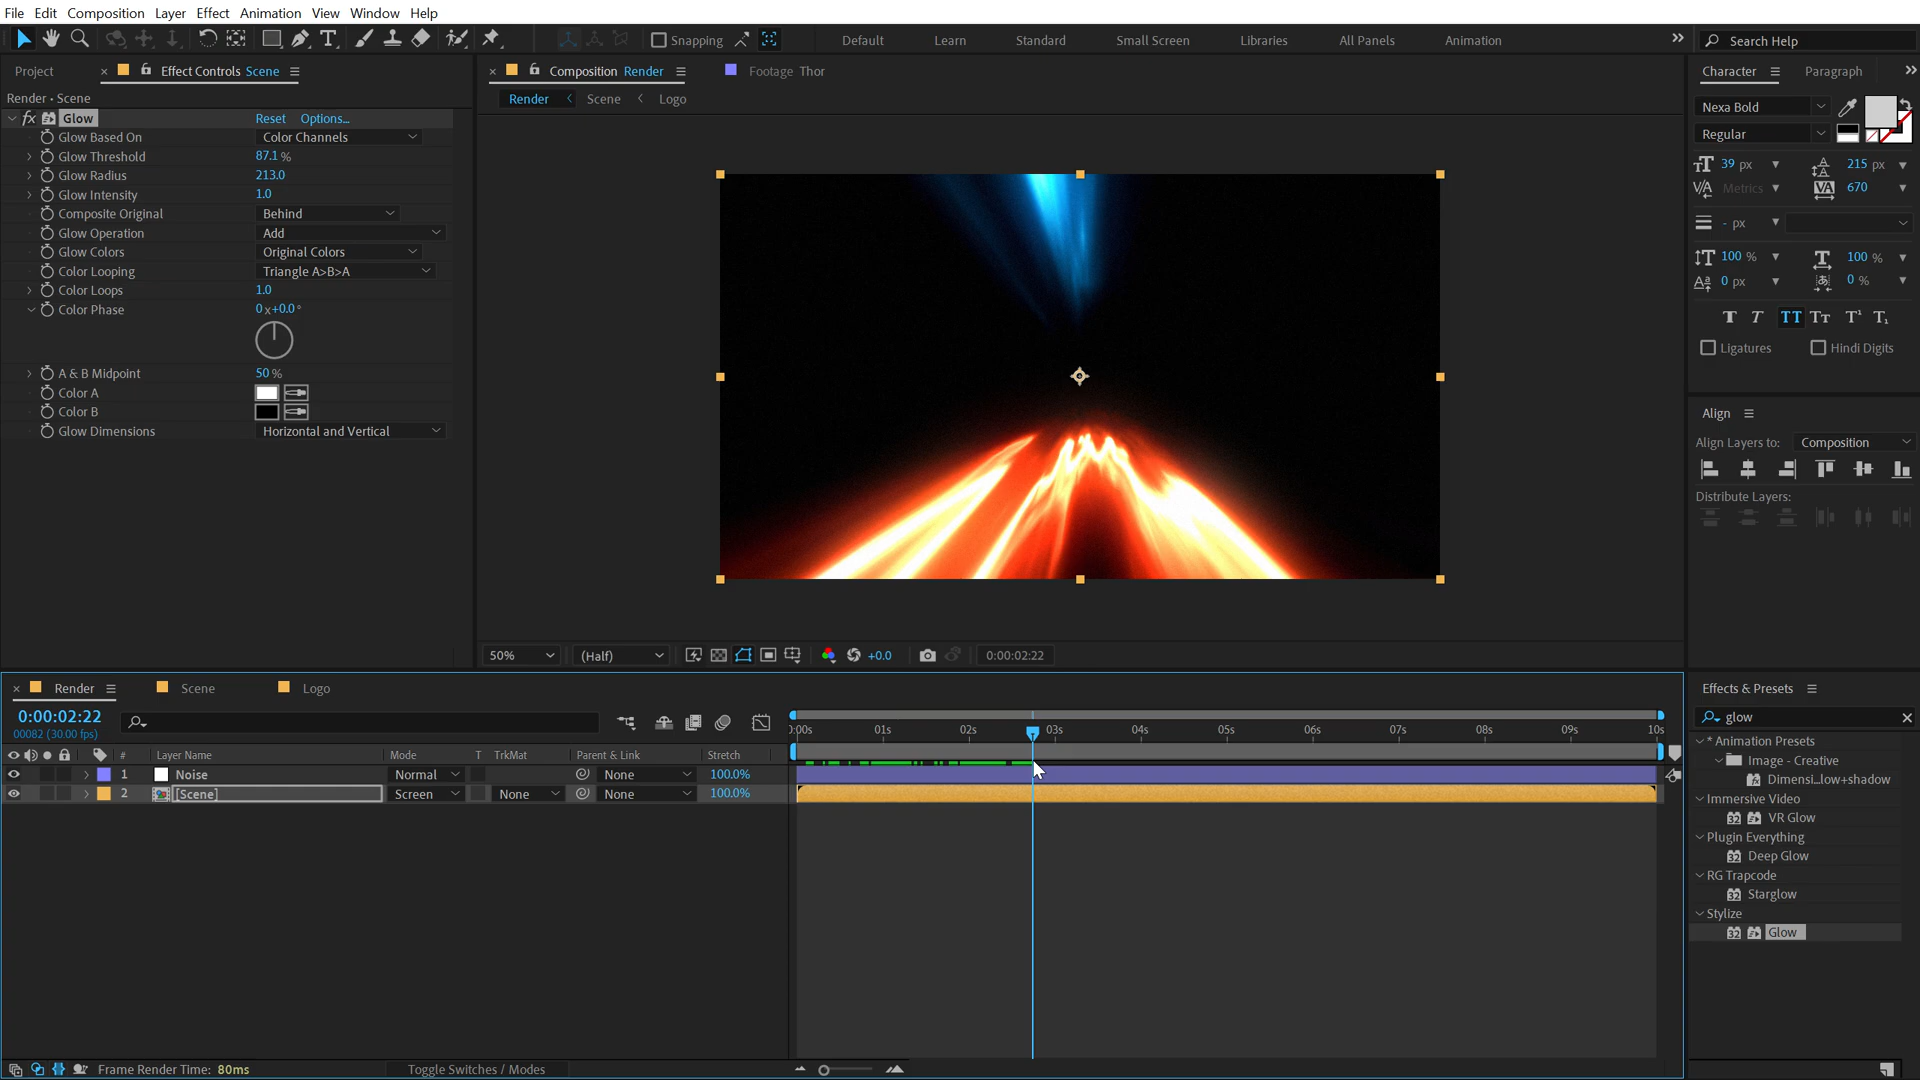 File Edit Composition Layer Effect Animation View Window Help
Snapping Default Learn Standard Small Screen Libraries All Panels Animation Search Help
Project Effect Controls Scene
Composition Render Footage Thor
Character Paragraph
Render • Scene
Render Scene Logo
Nexa Bold
Regular
fx Glow Reset Options...
Glow Based On Color Channels
Glow Threshold 87.1 %
Glow Radius 213.0
Glow Intensity 1.0
Composite Original Behind
Glow Operation Add
Glow Colors Original Colors
Color Looping Triangle A>B>A
Color Loops 1.0
Color Phase 0 x+0.0 °
A & B Midpoint 50 %
Color A
Color B
Glow Dimensions Horizontal and Vertical
39 px 215 px
Metrics 670
- px
100 % 100 %
0 px 0 %
T T TT Tт T¹ T₁
Ligatures Hindi Digits
Align
Align Layers to: Composition
Distribute Layers:
50% (Half) +0.0 0:00:02:22
Render Scene Logo
0:00:02:22
00082 (30.00 fps)
# Layer Name Mode T TrkMat Parent & Link Stretch
1 Noise Normal None 100.0%
2 [Scene] Screen None None 100.0%
0:00s 01s 02s 03s 04s 05s 06s 07s 08s 09s 10s
Effects & Presets
glow
* Animation Presets
Image - Creative
Dimensi...low+shadow
Immersive Video
32 VR Glow
Plugin Everything
32 Deep Glow
RG Trapcode
32 Starglow
Stylize
32 Glow
Frame Render Time: 80ms Toggle Switches / Modes